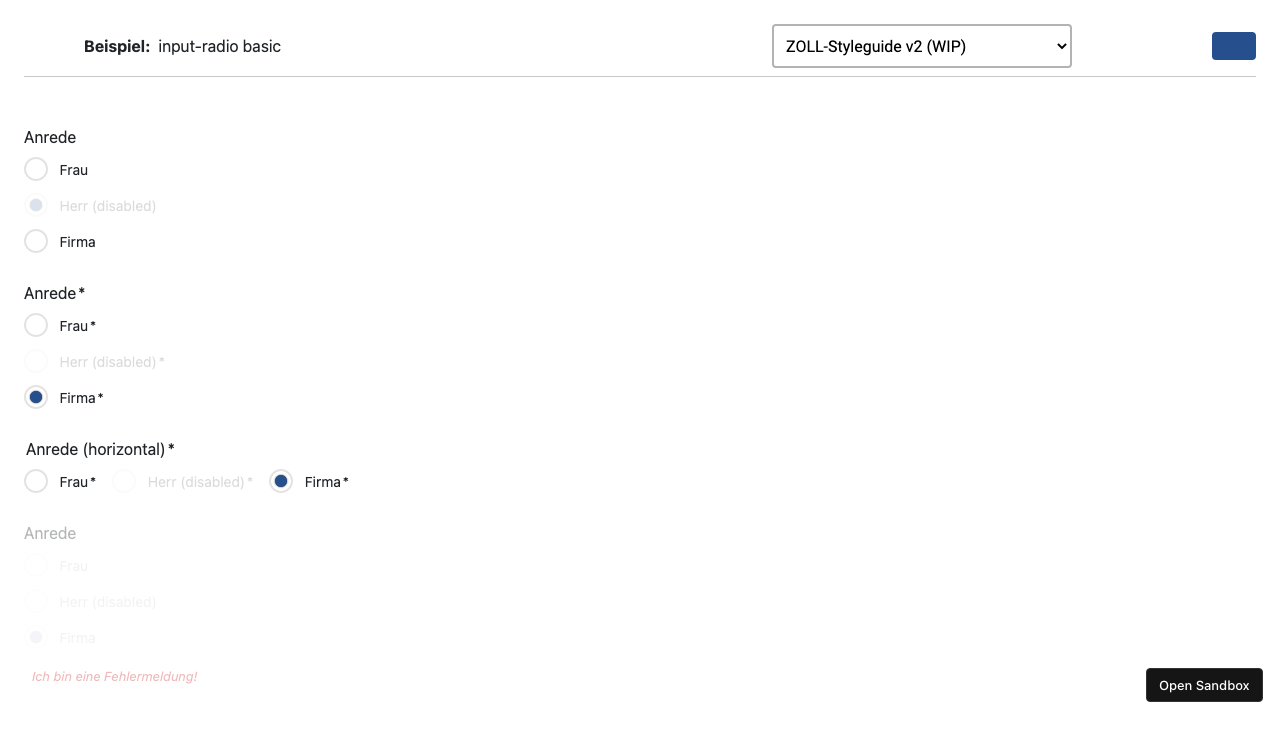 Beispiel: input-radio basic
ZOLL-Styleguide v2 (WIP)
Anrede
Frau
Herr (disabled)
Firma
Anrede*
Frau*
Herr (disabled)*
Firma*
Anrede (horizontal)*
Frau* Herr (disabled)* Firma*
Anrede
Frau
Herr (disabled)
Firma
Ich bin eine Fehlermeldung!
Open Sandbox